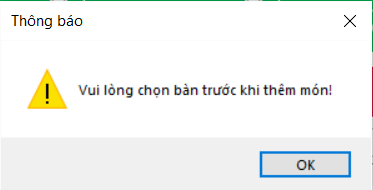 Thông báo
Vui lòng chọn bàn trước khi thêm món!
OK